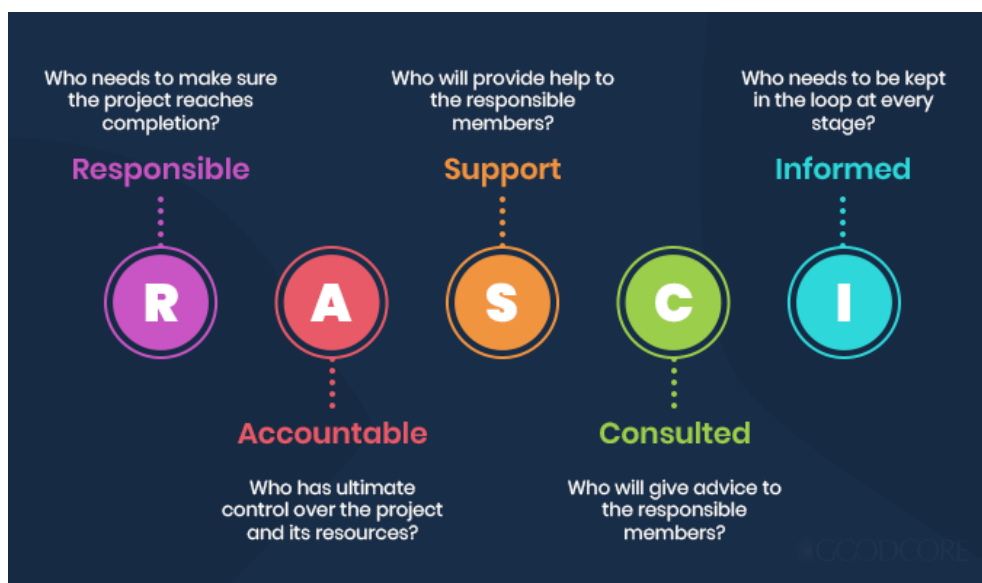 Who needs to make sure
the project reaches
completion?
Responsible
Who will provide help to
the responsible
members?
Support
Who needs to be kept
in the loop at every
stage?
Informed
R
A
S
C
I
Accountable
Who has ultimate
control over the project
and its resources?
Consulted
Who will give advice to
the responsible
members?
GOODCORE